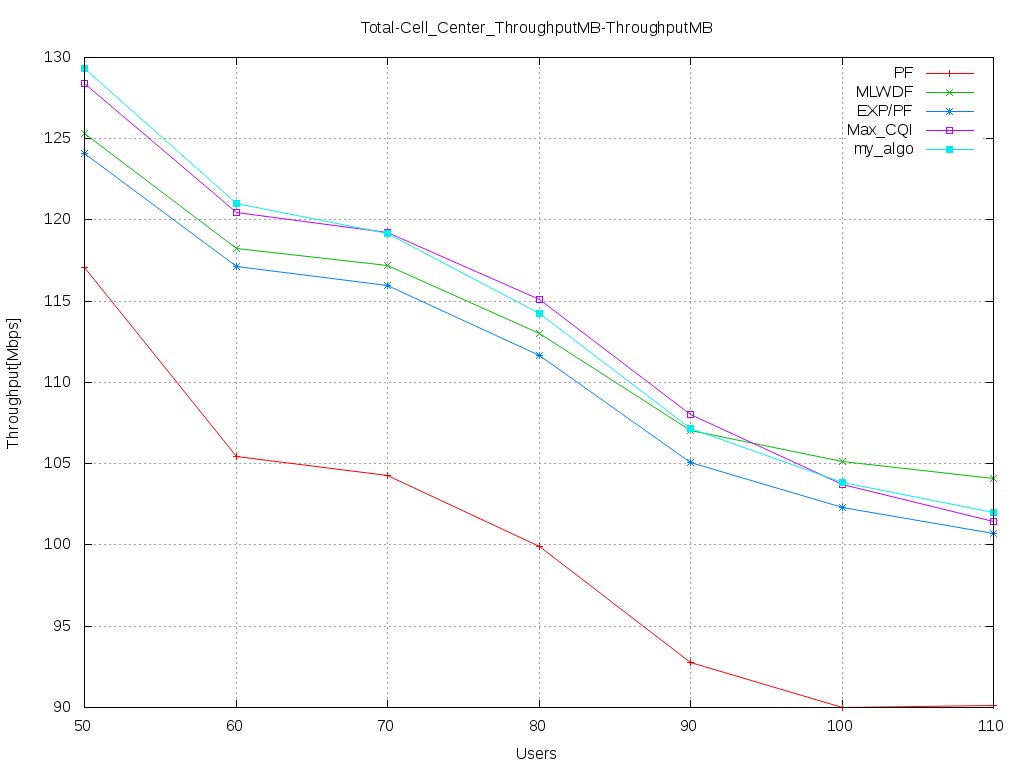 Total-Cell_Center_ThroughputMB-ThroughputMB
130
125
120
115
110
105
100
95
90
Throughput[Mbps]
PF
MLWDF
EXP/PF
Max_CQI
my_algo
50 60 70 80 90 100 110
Users